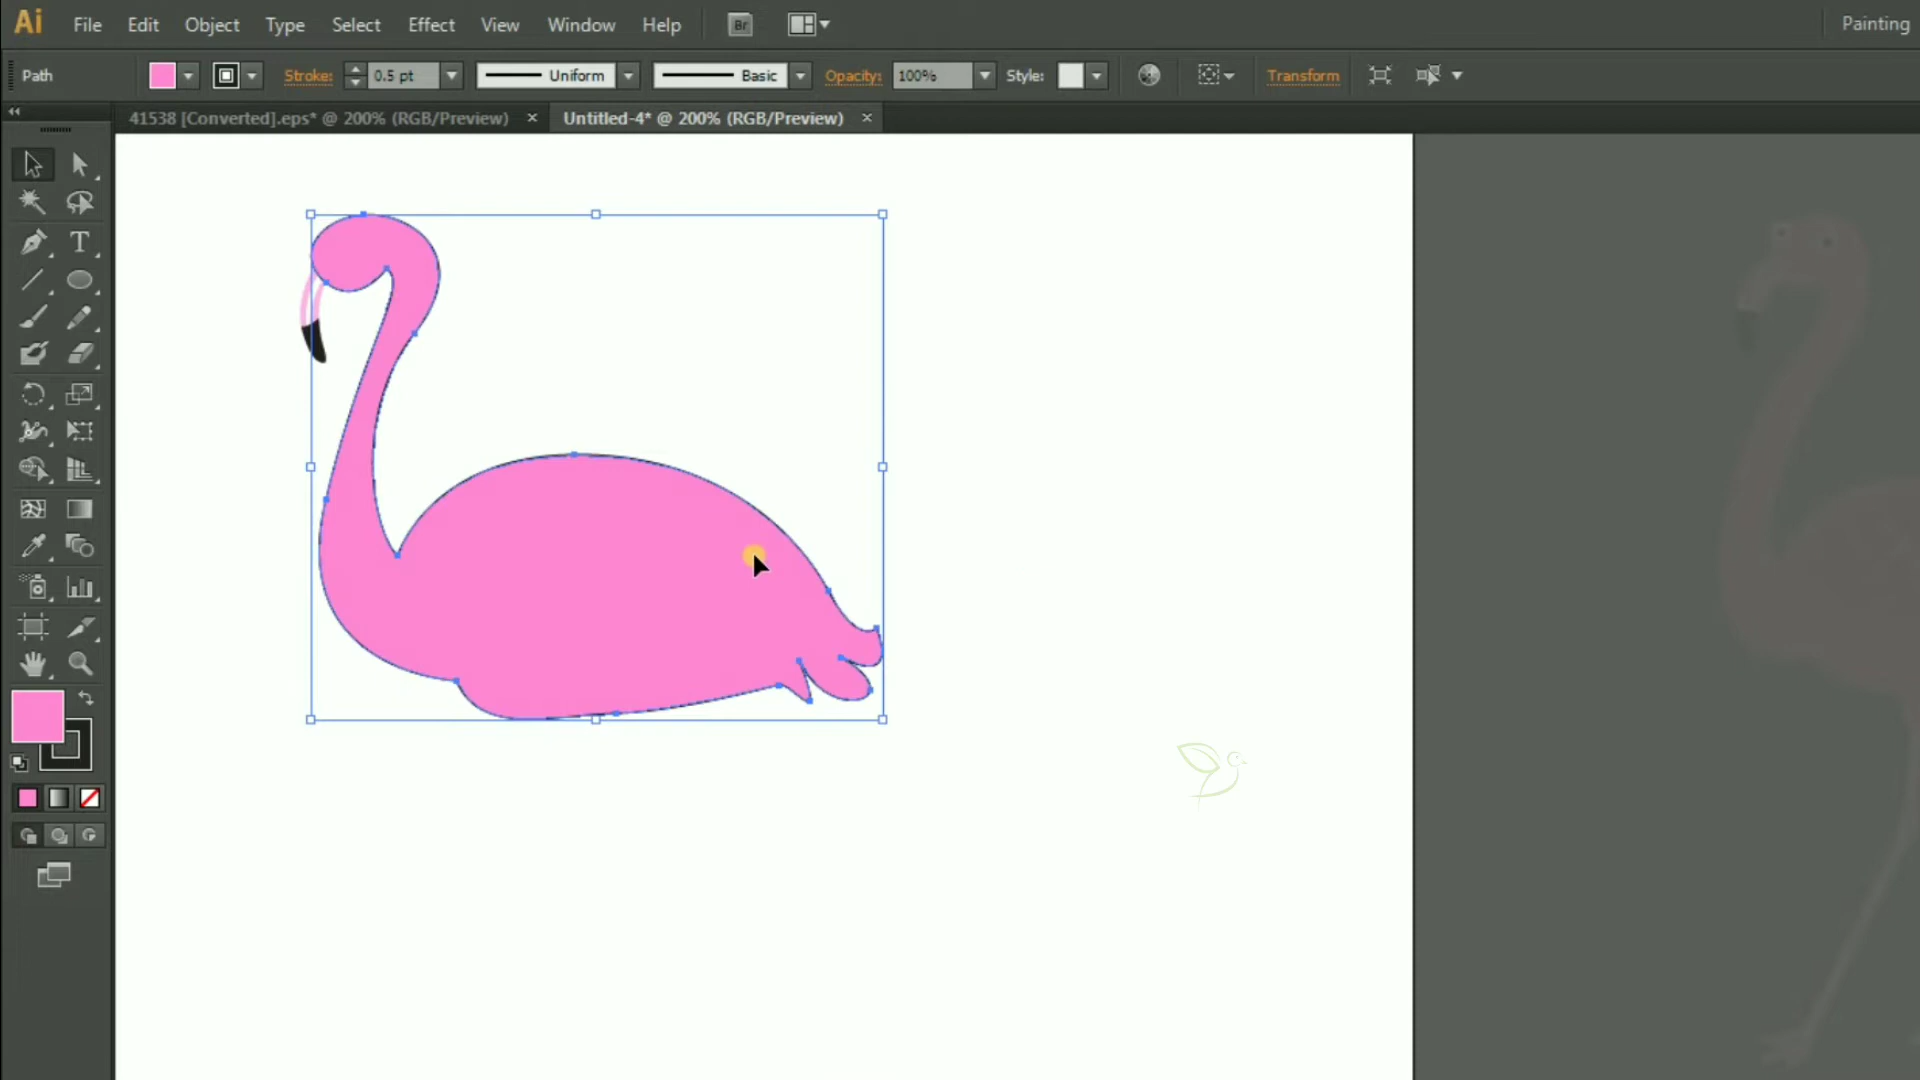 Ai File Edit Object Type Select Effect View Window Help Br Painting
Path Stroke: 0.5 pt Uniform Basic Opacity: 100% Style: Transform
41538 [Converted].eps* @ 200% (RGB/Preview) × Untitled-4* @ 200% (RGB/Preview) ×
T